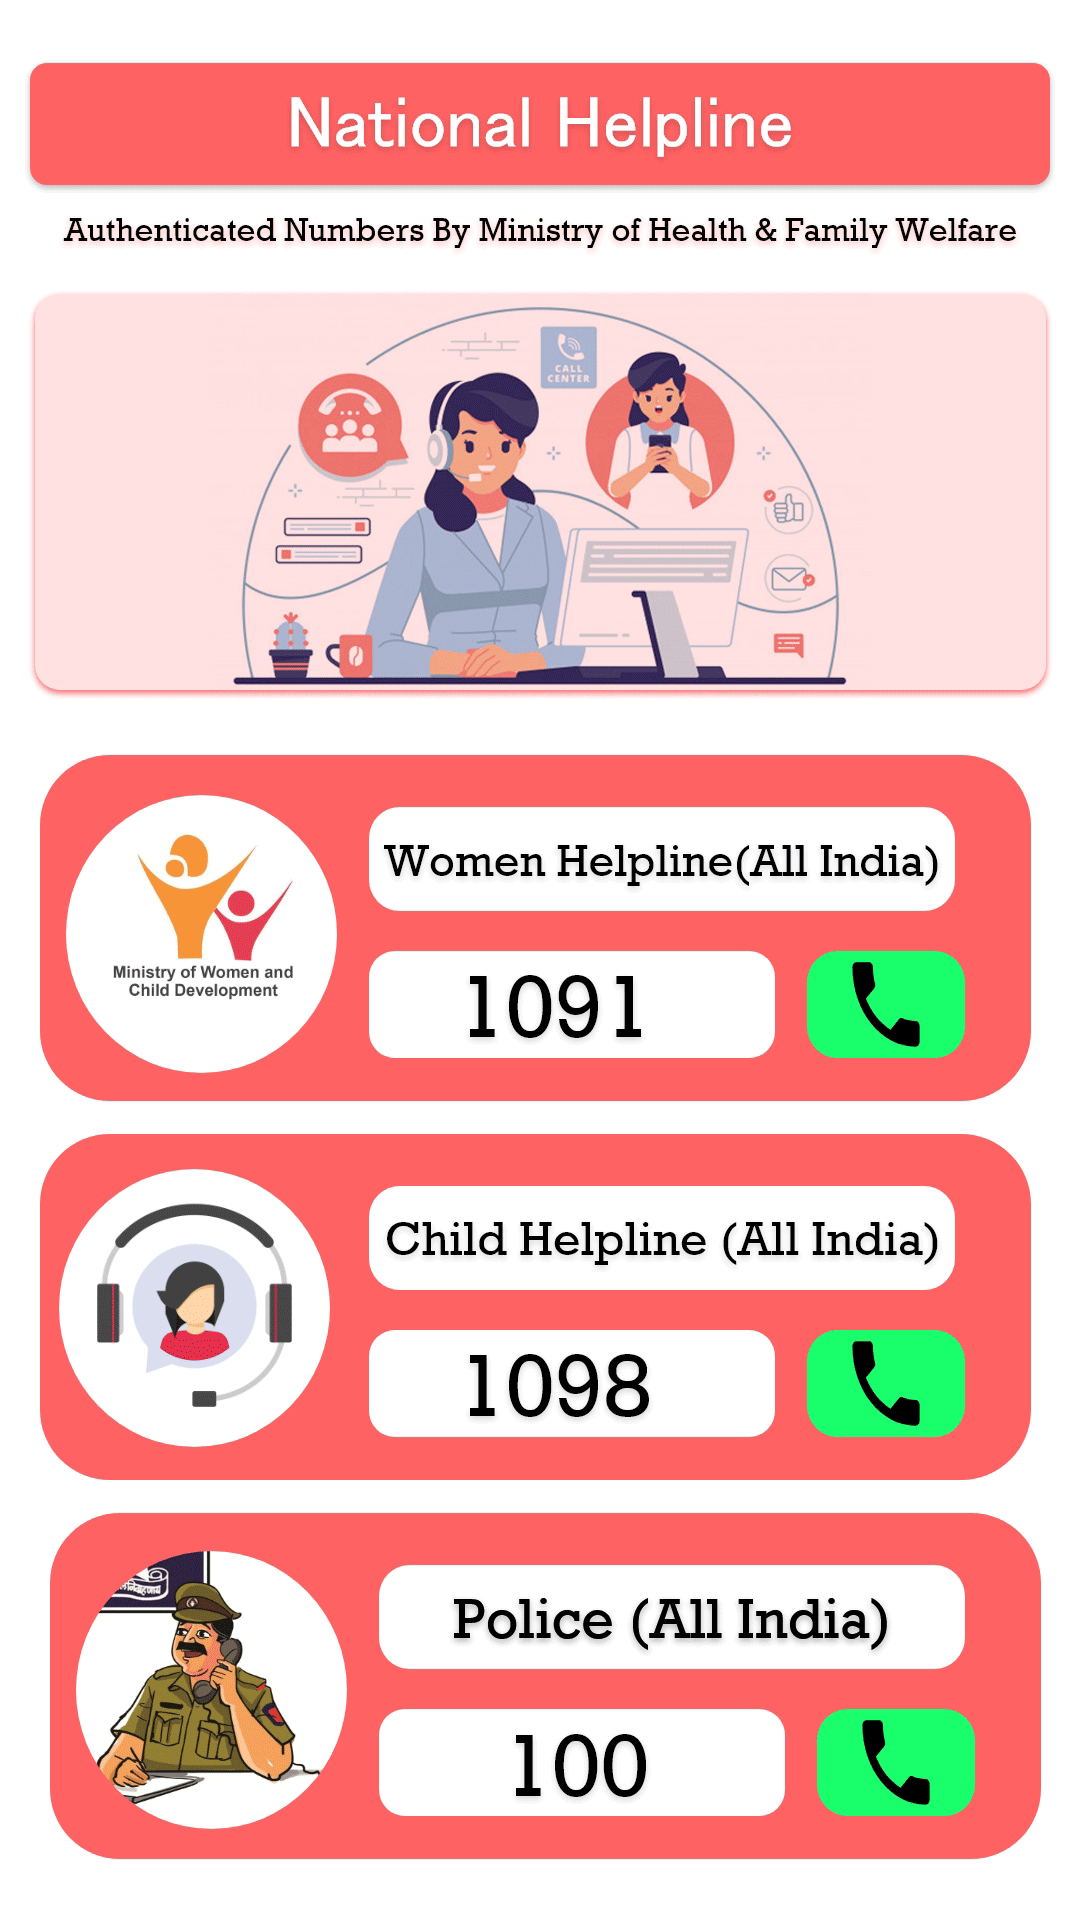 National Helpline
Authenticated Numbers By Ministry of Health & Family Welfare
CALL
CENTER
Women Helpline(All India)
Ministry of Women and
Child Development
1091
Child Helpline (All India)
1098
Police (All India)
100